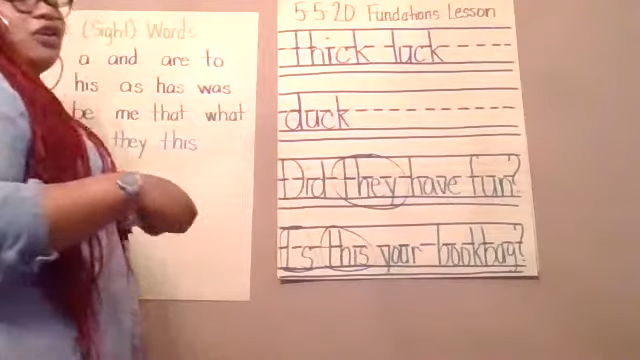 (Sight) Words
a and are to
his as has was
be me that what
they this
5-5-20 Fundations Lesson
thick tack
duck
Did they have fun?
Is this your bookbag?